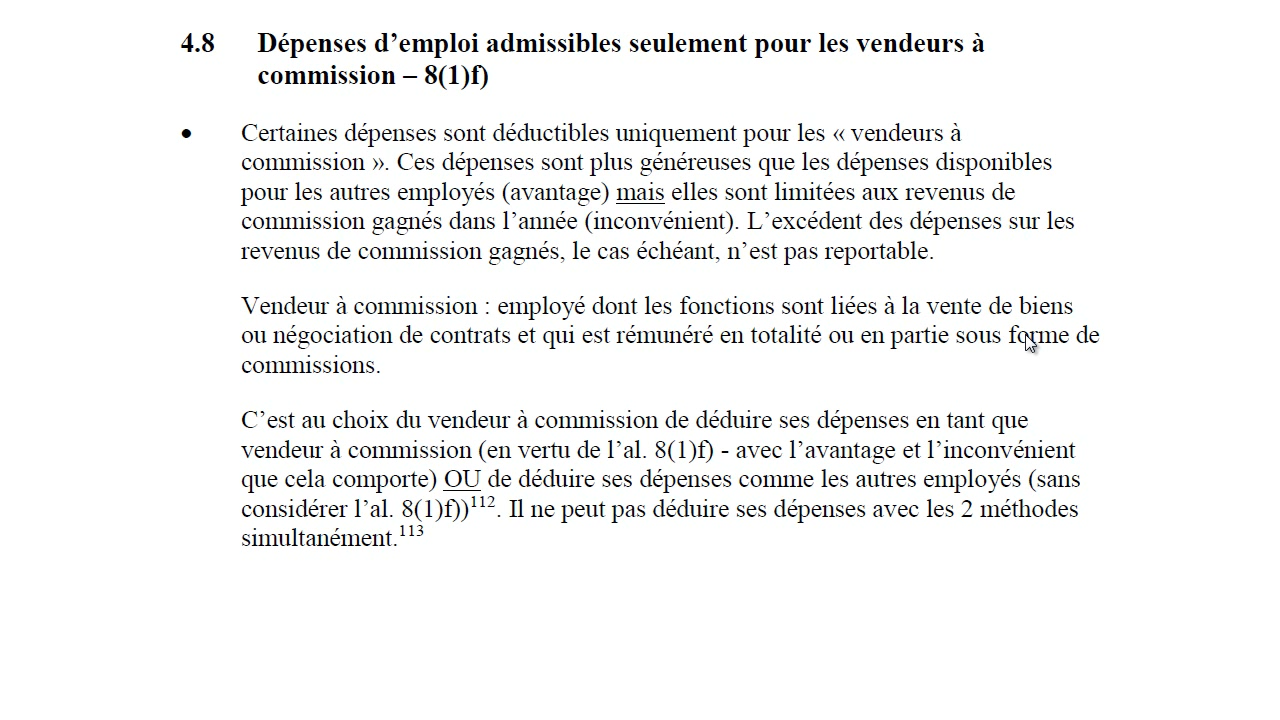 4.8 Dépenses d’emploi admissibles seulement pour les vendeurs à
commission – 8(1)f)
• Certaines dépenses sont déductibles uniquement pour les « vendeurs à
commission ». Ces dépenses sont plus généreuses que les dépenses disponibles
pour les autres employés (avantage) mais elles sont limitées aux revenus de
commission gagnés dans l’année (inconvénient). L’excédent des dépenses sur les
revenus de commission gagnés, le cas échéant, n’est pas reportable.
Vendeur à commission : employé dont les fonctions sont liées à la vente de biens
ou négociation de contrats et qui est rémunéré en totalité ou en partie sous forme de
commissions.
C’est au choix du vendeur à commission de déduire ses dépenses en tant que
vendeur à commission (en vertu de l’al. 8(1)f) - avec l’avantage et l’inconvénient
que cela comporte) OU de déduire ses dépenses comme les autres employés (sans
considérer l’al. 8(1)f))112. Il ne peut pas déduire ses dépenses avec les 2 méthodes
simultanément.113